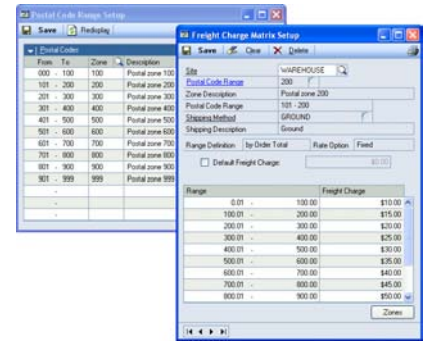 Postal Code Range Setup
Save Redisplay
Postal Codes
From To Zone Description
000 - 100 100 Postal zone 100
101 - 200 200 Postal zone 200
201 - 300 300 Postal zone 300
301 - 400 400 Postal zone 400
401 - 500 500 Postal zone 500
501 - 600 600 Postal zone 600
601 - 700 700 Postal zone 700
701 - 800 800 Postal zone 800
801 - 900 900 Postal zone 900
901 - 999 999 Postal zone 999
Freight Charge Matrix Setup
Save Clear Delete
Site WAREHOUSE
Postal Code Range 200
Zone Description Postal zone 200
Postal Code Range 101 - 200
Shipping Method GROUND
Shipping Description Ground
Range Definition by Order Total Rate Option Fixed
Default Freight Charge: $0.00
Range Freight Charge
0.01 - 100.00 $10.00
100.01 - 200.00 $15.00
200.01 - 300.00 $20.00
300.01 - 400.00 $25.00
400.01 - 500.00 $30.00
500.01 - 600.00 $35.00
600.01 - 700.00 $40.00
700.01 - 800.00 $45.00
800.01 - 900.00 $50.00
Zones